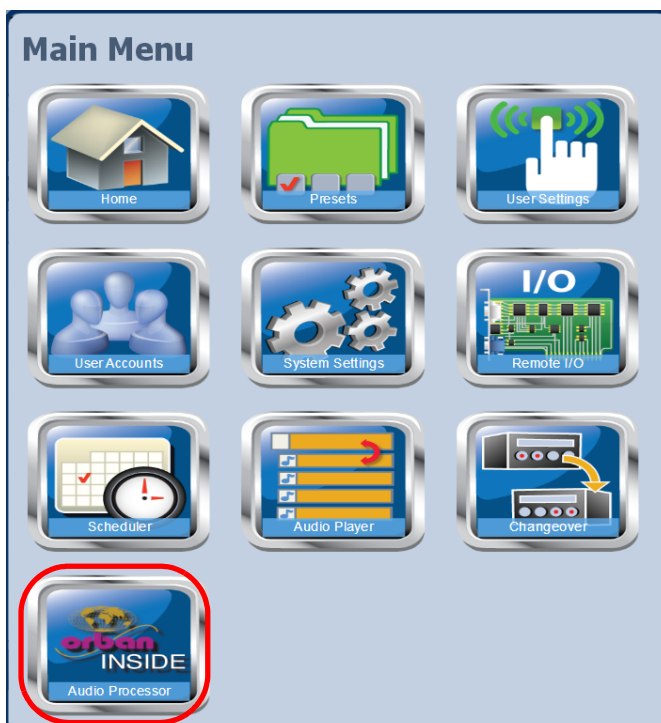 Main Menu
Home
Presets
User Settings
User Accounts
System Settings
I/O
Remote I/O
Scheduler
Audio Player
Changeover
orban
INSIDE
Audio Processor